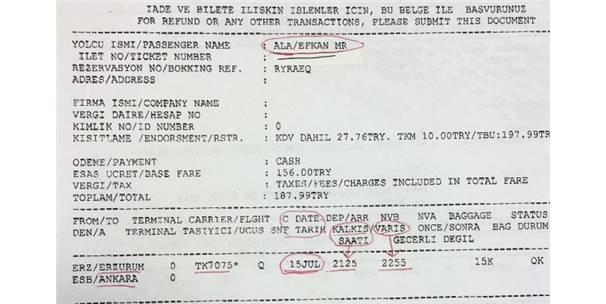 IADE VE BILETE ILISKIN ISLEMLER ICIN, BU BELGE ILE BASVURUNUZ
FOR REFUND OR ANY OTHER TRANSACTIONS, PLEASE SUBMIT THIS DOCUMENT
YOLCU ISMI/PASSENGER NAME : ALA/EFKAN MR
ILET NO/TICKET NUMBER :
REZERVASYON NO/BOKKING REF. : RYRAEQ
ADRES/ADDRESS :
FIRMA ISMI/COMPANY NAME :
VERGI DAIRE/HESAP NO :
KIMLIK NO/ID NUMBER : 0
KISITLAME /ENDORSMENT/RSTR. : KDV DAHIL 27.76TRY. TKM 10.00TRY/TBU:197.99TR
ODEME/PAYMENT : CASH
ESAS UCRET/BASE FARE : 156.00TRY
VERGI/TAX : TAXES/FEES/CHARGES INCLUDED IN TOTAL FARE
TOPLAM/TOTAL : 187.99TRY
FROM/TO TERMINAL CARRIER/FLGHT C DATE DEP/ARR NVB NVA BAGGAGE STATUS
DEN/A TERMINAL TASIYICI/UCUS SNF TARIH KALKIS/VARIS ONCE/SONRA BAG DURUM
SAATI GECERLI DEGIL
ERZ/ERZURUM 0 TK7075* Q 15JUL 2125 2253 15K OK
ESB/ANKARA 0